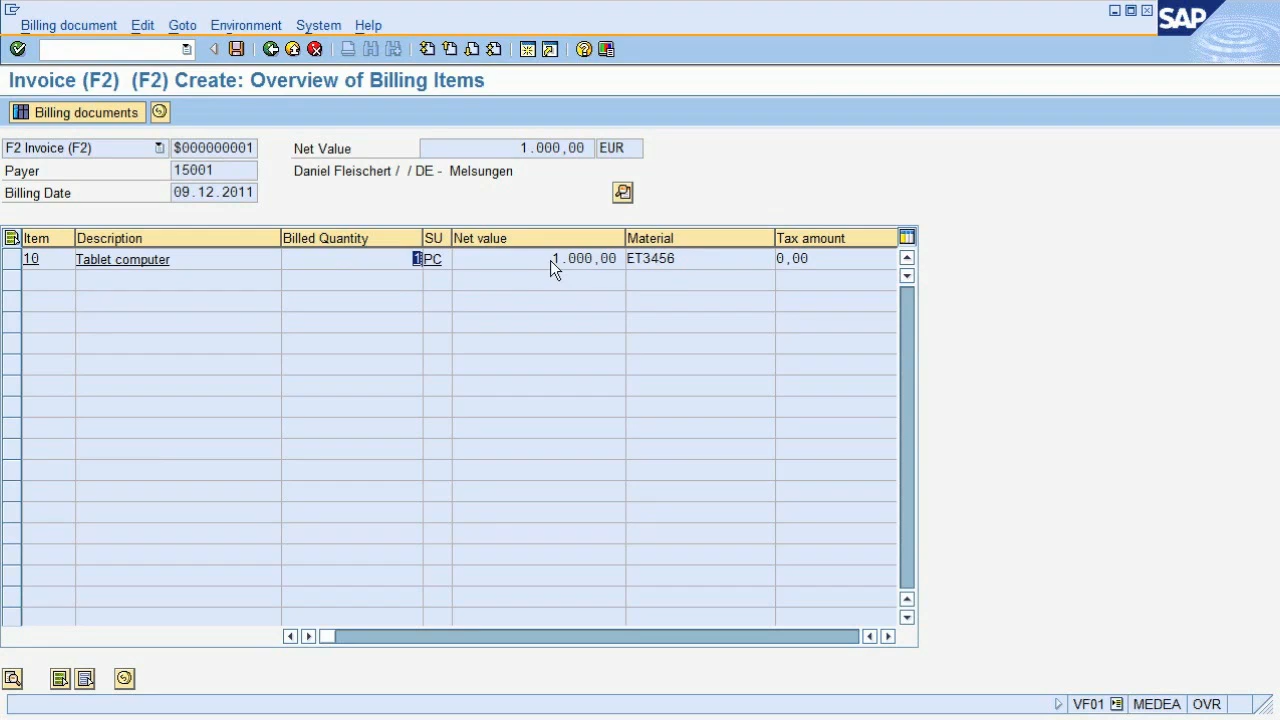 Billing document Edit Goto Environment System Help
SAP
Invoice (F2) (F2) Create: Overview of Billing Items
Billing documents
F2 Invoice (F2) $000000001 Net Value 1.000,00 EUR
Payer 15001 Daniel Fleischert / / DE - Melsungen
Billing Date 09.12.2011
Item Description Billed Quantity SU Net value Material Tax amount
10 Tablet computer 1 PC 1.000,00 ET3456 0,00
VF01 MEDEA OVR